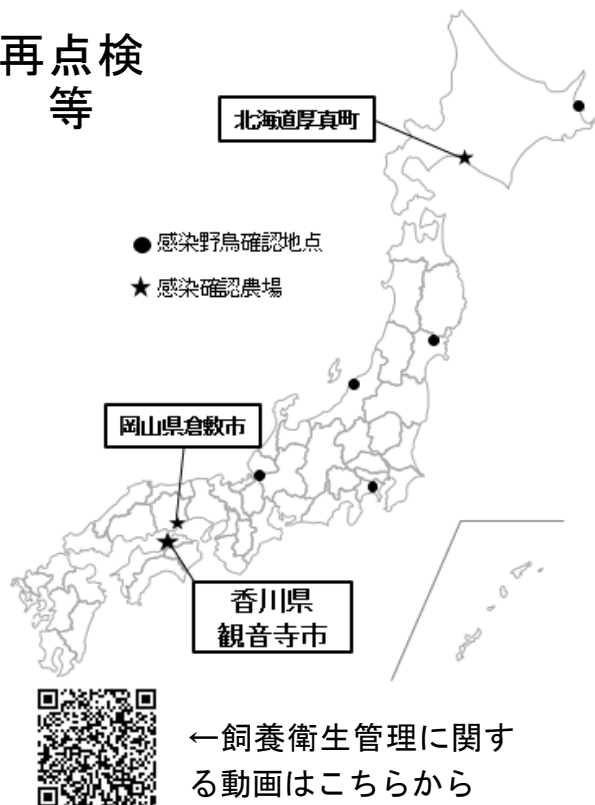 再点検
等
北海道厚真町
●感染野鳥確認地点
★感染確認農場
岡山県倉敷市
香川県
観音寺市
←飼養衛生管理に関す
る動画はこちらから